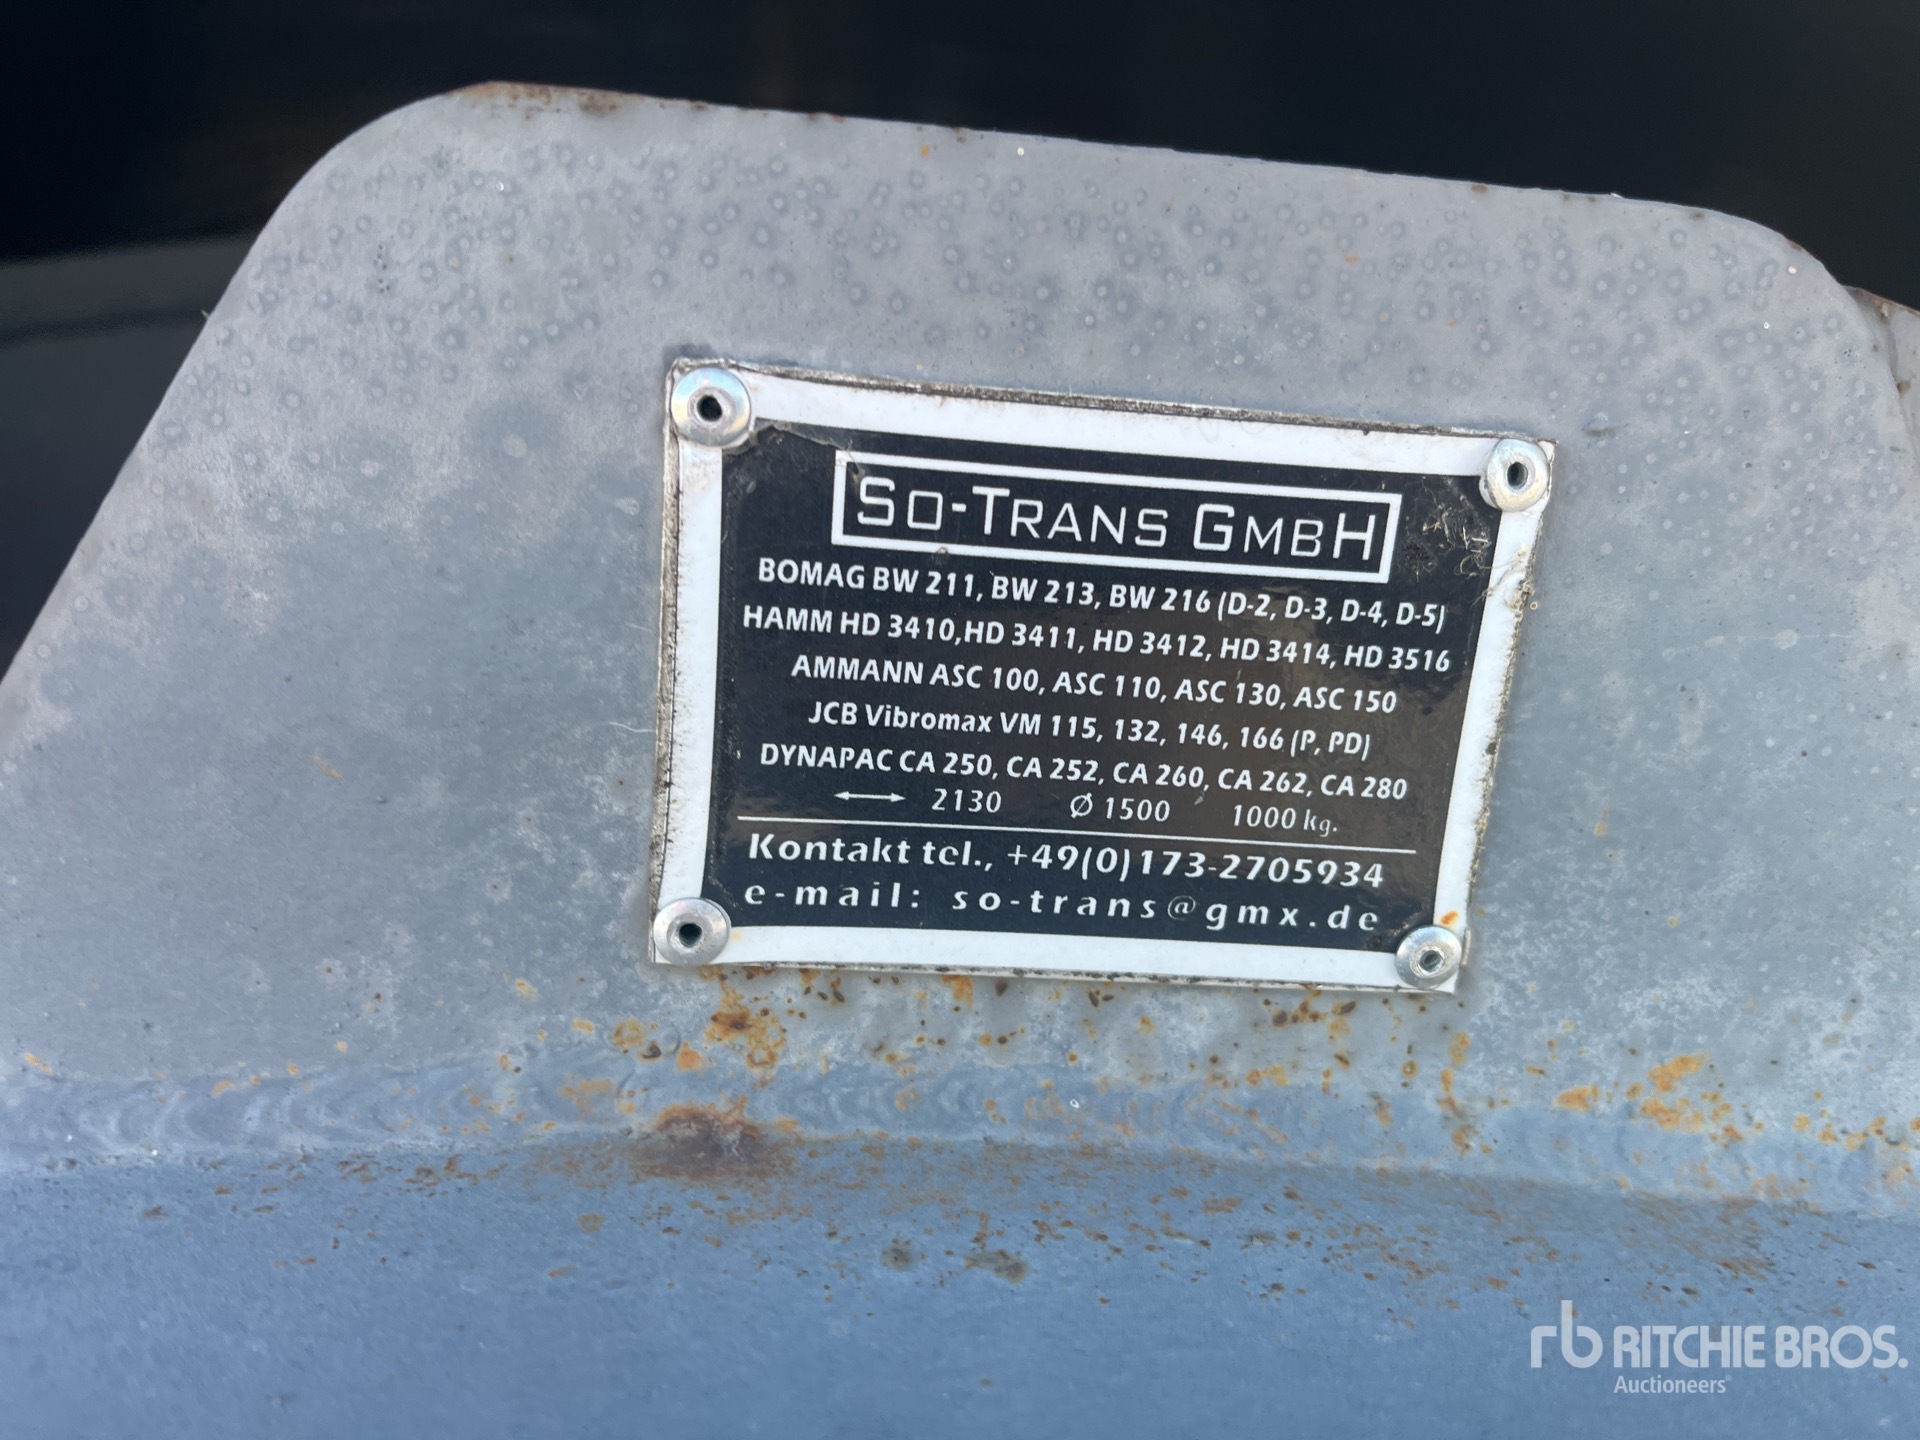 SO-TRANS GMBH
BOMAG BW 211, BW 213, BW 216 (D-2, D-3, D-4, D-5)
HAMM HD 3410,HD 3411, HD 3412, HD 3414, HD 3516
AMMANN ASC 100, ASC 110, ASC 130, ASC 150
JCB Vibromax VM 115, 132, 146, 166 (P, PD)
DYNAPAC CA 250, CA 252, CA 260, CA 262, CA 280
↔ 2130 Ø 1500 1000 kg.
Kontakt tel., +49(0)173-2705934
e-mail: so-trans@gmx.de
rb RITCHIE BROS.
Auctioneers